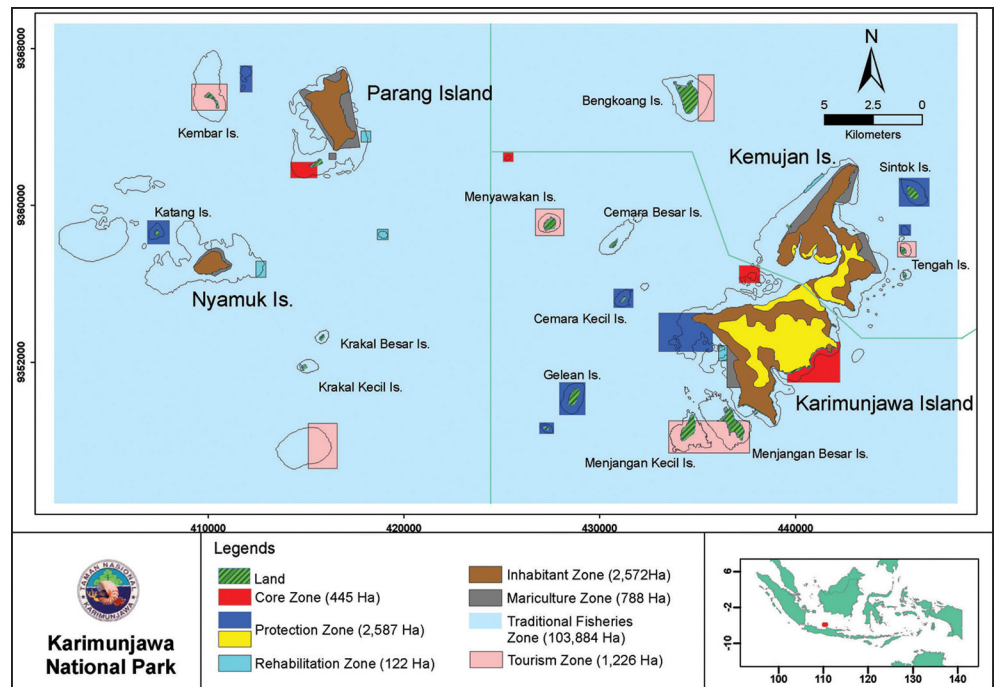 9368000
9360000
9352000
Parang Island
Kembar Is.
Bengkoang Is.
N
5 2.5 0
Kilometers
Kemujan Is.
Sintok Is.
Menyawakan Is.
Cemara Besar Is.
Katang Is.
Tengah Is.
Nyamuk Is.
Cemara Kecil Is.
Krakal Besar Is.
Krakal Kecil Is.
Gelean Is.
Karimunjawa Island
Menjangan Kecil Is.
Menjangan Besar Is.
410000 420000 430000 440000
TAMAN NASIONAL
KARIMUNJAWA
Karimunjawa
National Park
Legends
Land
Core Zone (445 Ha)
Protection Zone (2,587 Ha)
Rehabilitation Zone (122 Ha)
Inhabitant Zone (2,572Ha)
Mariculture Zone (788 Ha)
Traditional Fisheries
Zone (103,884 Ha)
Tourism Zone (1,226 Ha)
6
-2
-10
100 110 120 130 140